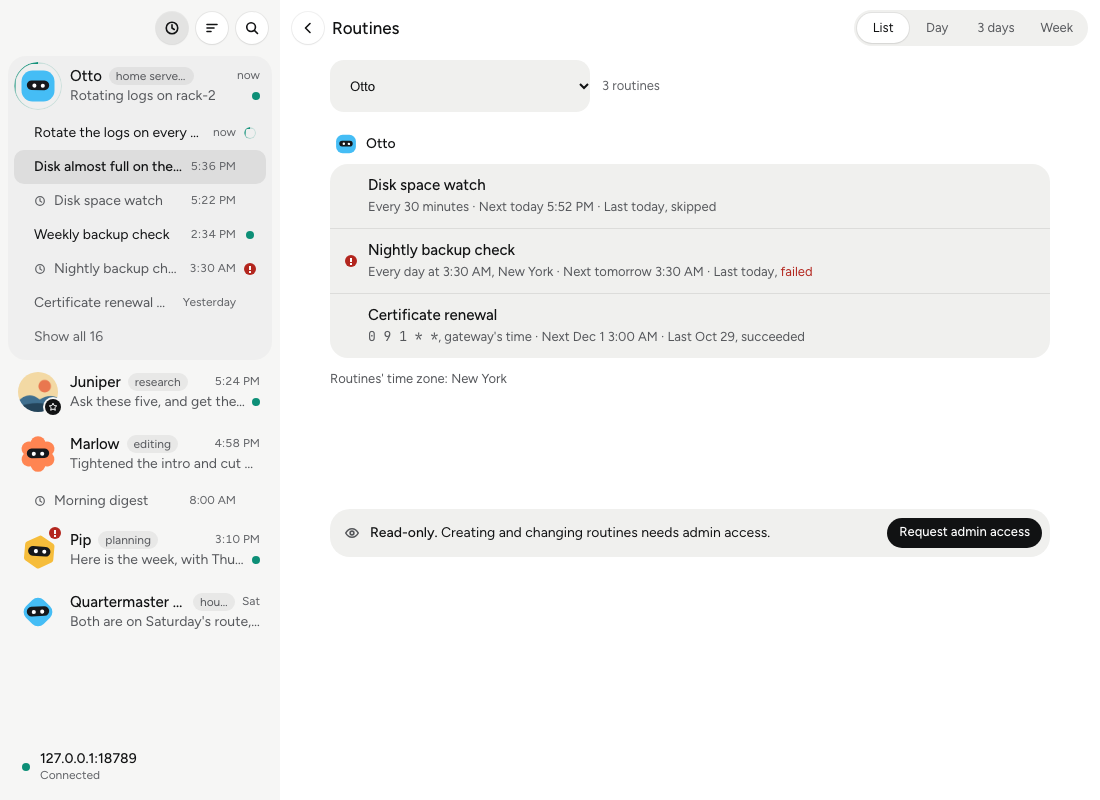 Otto home serve... now
Rotating logs on rack-2
Rotate the logs on every ... now
Disk almost full on the... 5:36 PM
Disk space watch 5:22 PM
Weekly backup check 2:34 PM
Nightly backup ch... 3:30 AM
Certificate renewal ... Yesterday
Show all 16
Juniper research 5:24 PM
Ask these five, and get the...
Marlow editing 4:58 PM
Tightened the intro and cut ...
Morning digest 8:00 AM
Pip planning 3:10 PM
Here is the week, with Thu...
Quartermaster ... hou... Sat
Both are on Saturday's route,...
127.0.0.1:18789
Connected
Routines
List Day 3 days Week
Otto 3 routines
Otto
Disk space watch
Every 30 minutes · Next today 5:52 PM · Last today, skipped
Nightly backup check
Every day at 3:30 AM, New York · Next tomorrow 3:30 AM · Last today, failed
Certificate renewal
0 9 1 * *, gateway's time · Next Dec 1 3:00 AM · Last Oct 29, succeeded
Routines' time zone: New York
Read-only. Creating and changing routines needs admin access. Request admin access